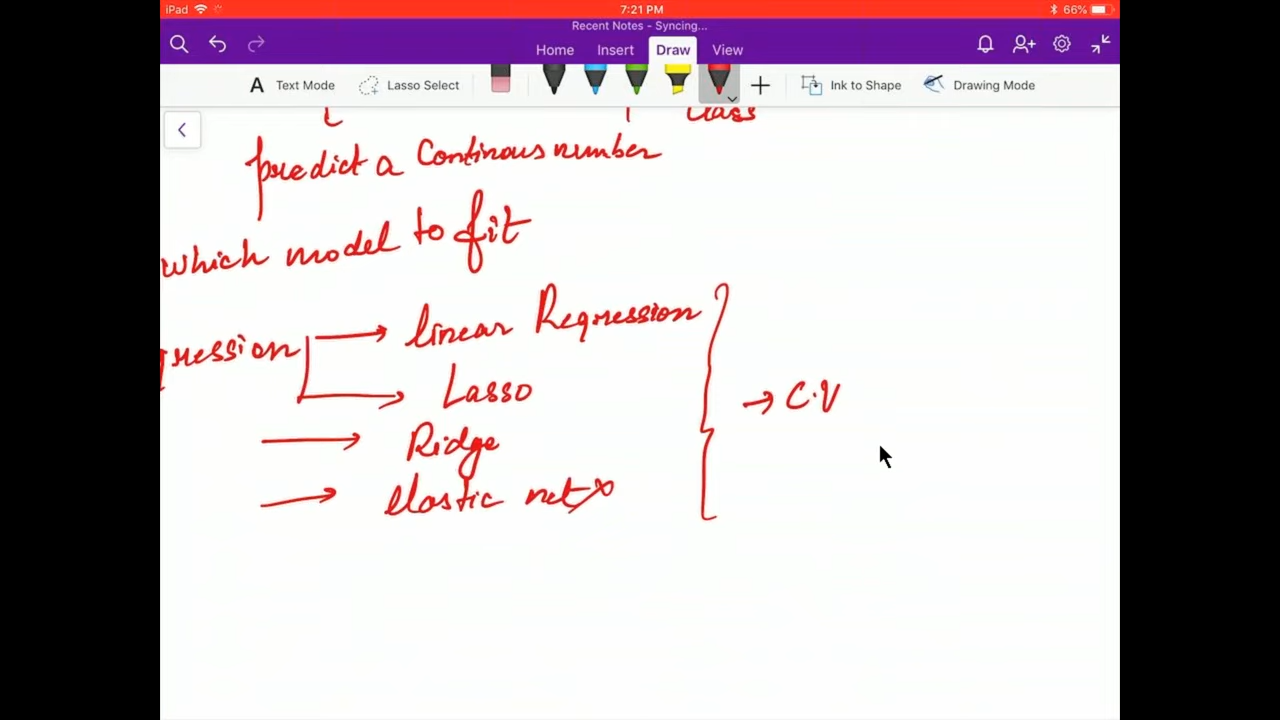 iPad 7:21 PM 66%
Recent Notes - Syncing...
Home Insert Draw View
A Text Mode Lasso Select Ink to Shape Drawing Mode
class
predict a Continous number
which model to fit
gression → linear Regression
→ Lasso → C.V
→ Ridge
→ elastic net